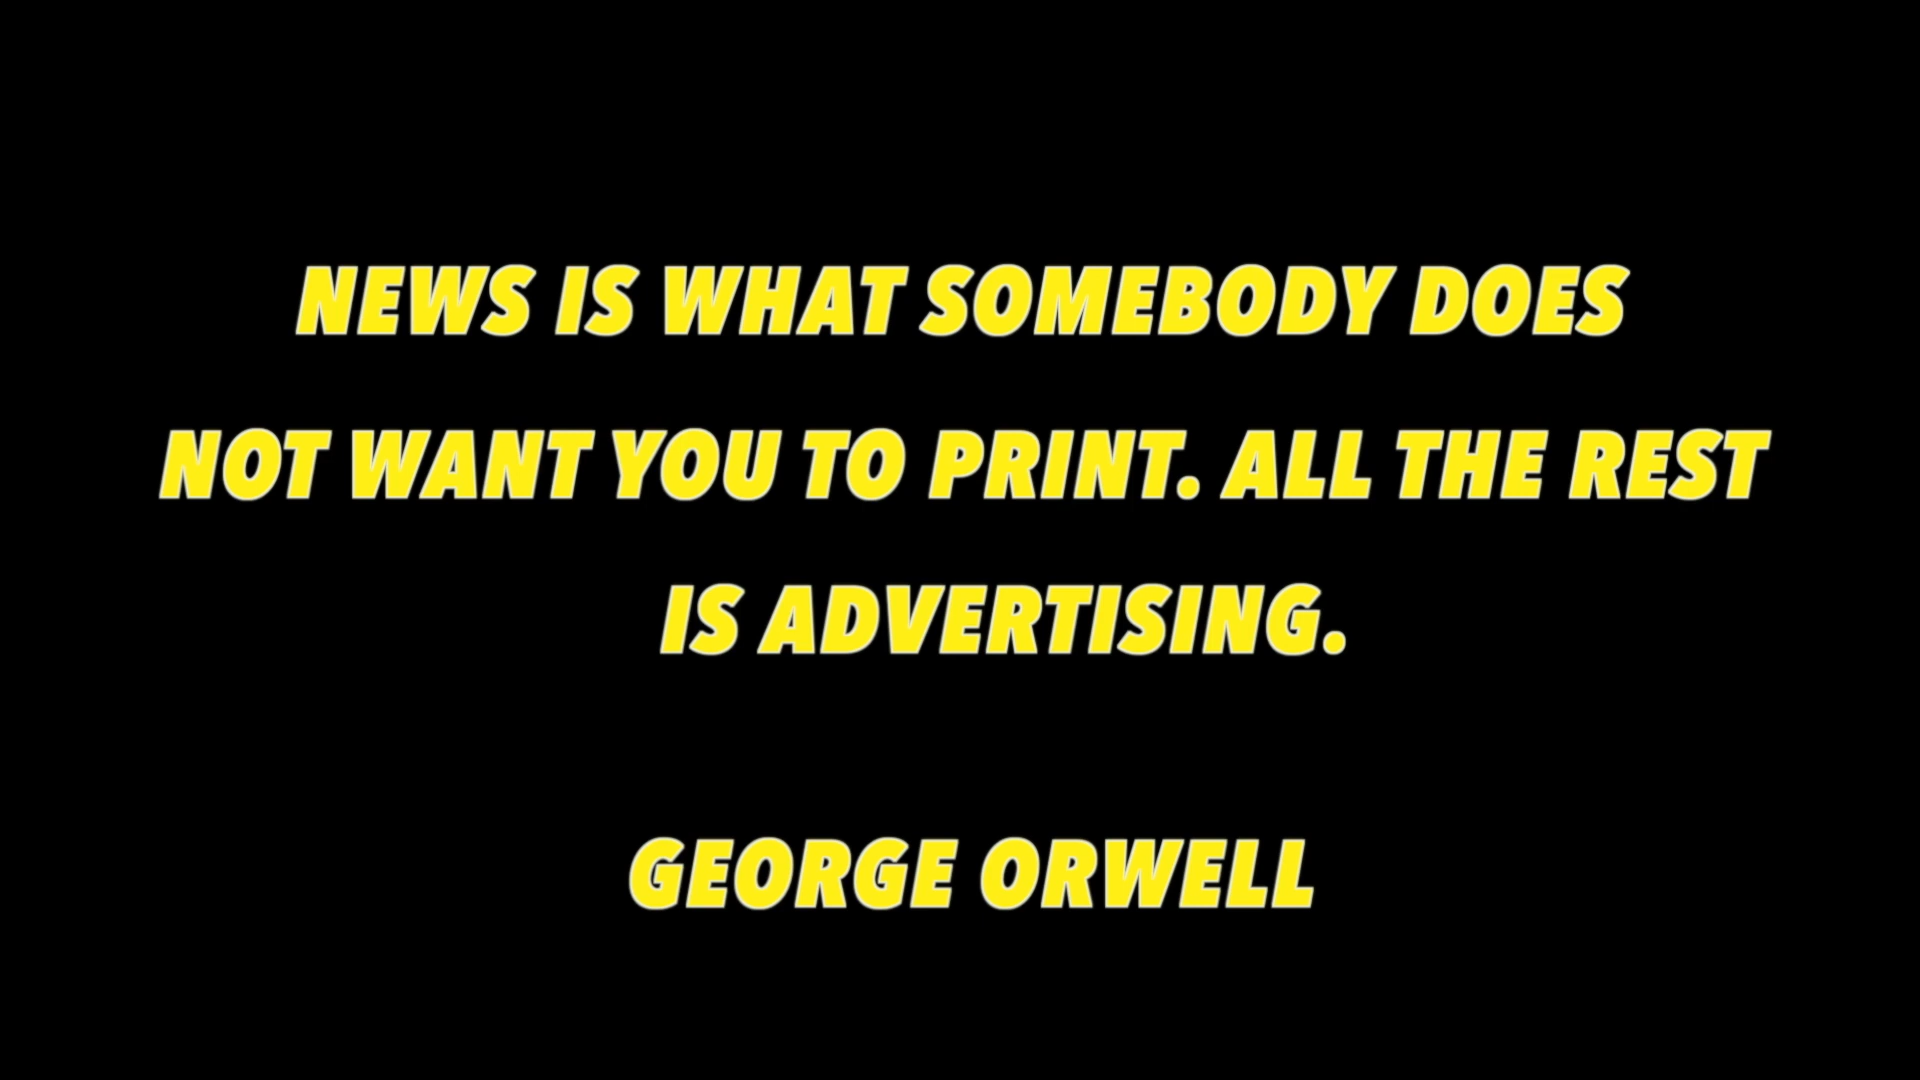 NEWS IS WHAT SOMEBODY DOES
NOT WANT YOU TO PRINT. ALL THE REST
IS ADVERTISING.
GEORGE ORWELL